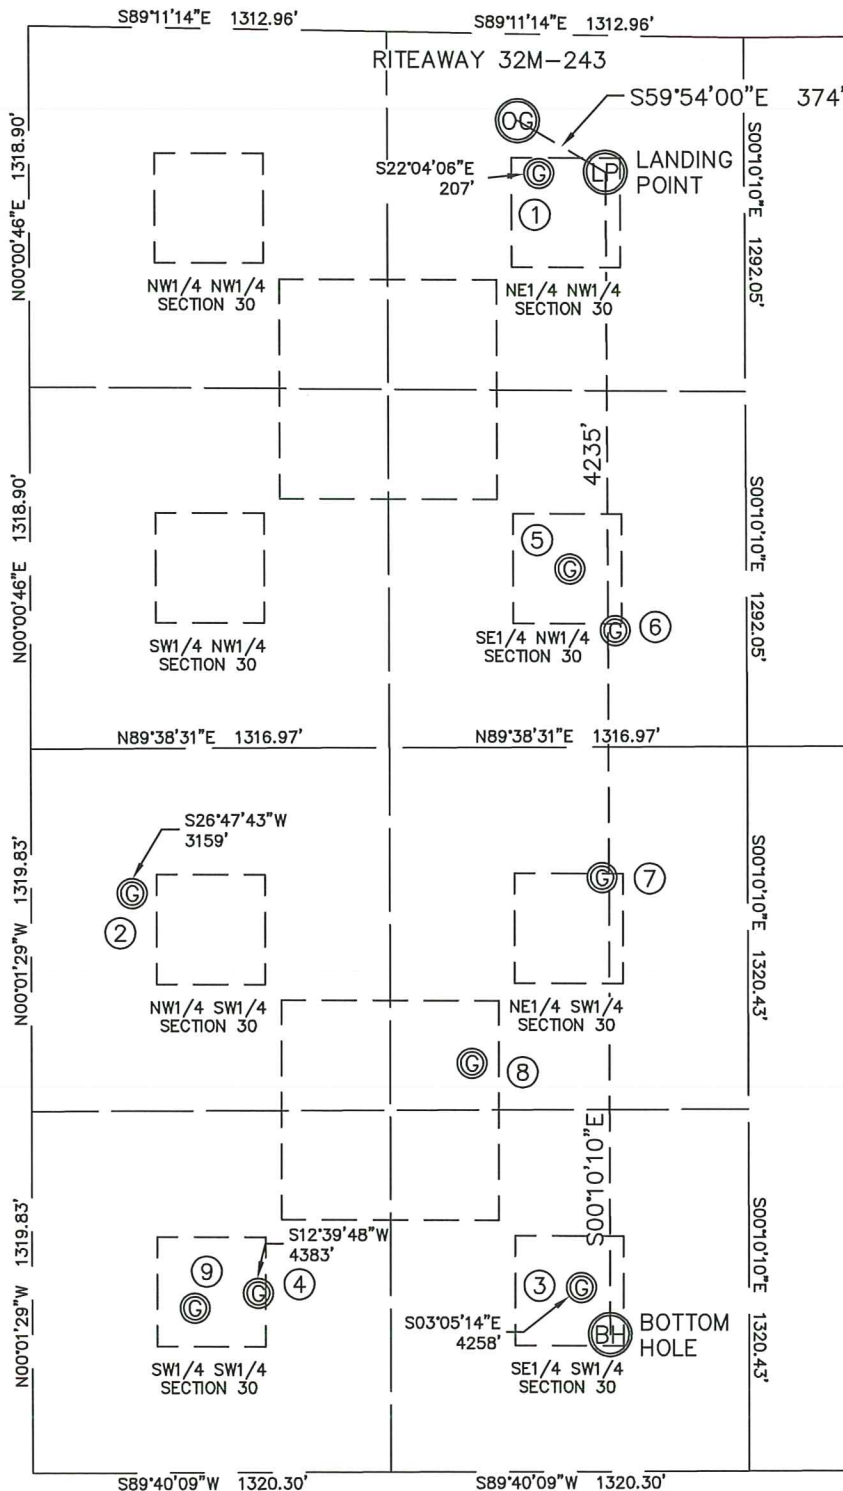 S89°11'14"E 1312.96'
S89°11'14"E 1312.96'
RITEAWAY 32M-243
S59°54'00"E 374'
OG
N00°00'46"E 1318.90'
S22°04'06"E
207'
G
LP
LANDING
POINT
S00°10'10"E 1292.05'
1
NW1/4 NW1/4
SECTION 30
NE1/4 NW1/4
SECTION 30
4235'
N00°00'46"E 1318.90'
S00°10'10"E 1292.05'
5
G
G
6
SW1/4 NW1/4
SECTION 30
SE1/4 NW1/4
SECTION 30
N89°38'31"E 1316.97'
N89°38'31"E 1316.97'
S26°47'43"W
3159'
N00°01'29"W 1319.83'
G
2
G
7
S00°10'10"E 1320.43'
NW1/4 SW1/4
SECTION 30
NE1/4 SW1/4
SECTION 30
G
8
S00°10'10"E
N00°01'29"W 1319.83'
S12°39'48"W
4383'
9
G
G
4
3
G
S00°10'10"E 1320.43'
S03°05'14"E
4258'
BH
BOTTOM
HOLE
SW1/4 SW1/4
SECTION 30
SE1/4 SW1/4
SECTION 30
S89°40'09"W 1320.30'
S89°40'09"W 1320.30'